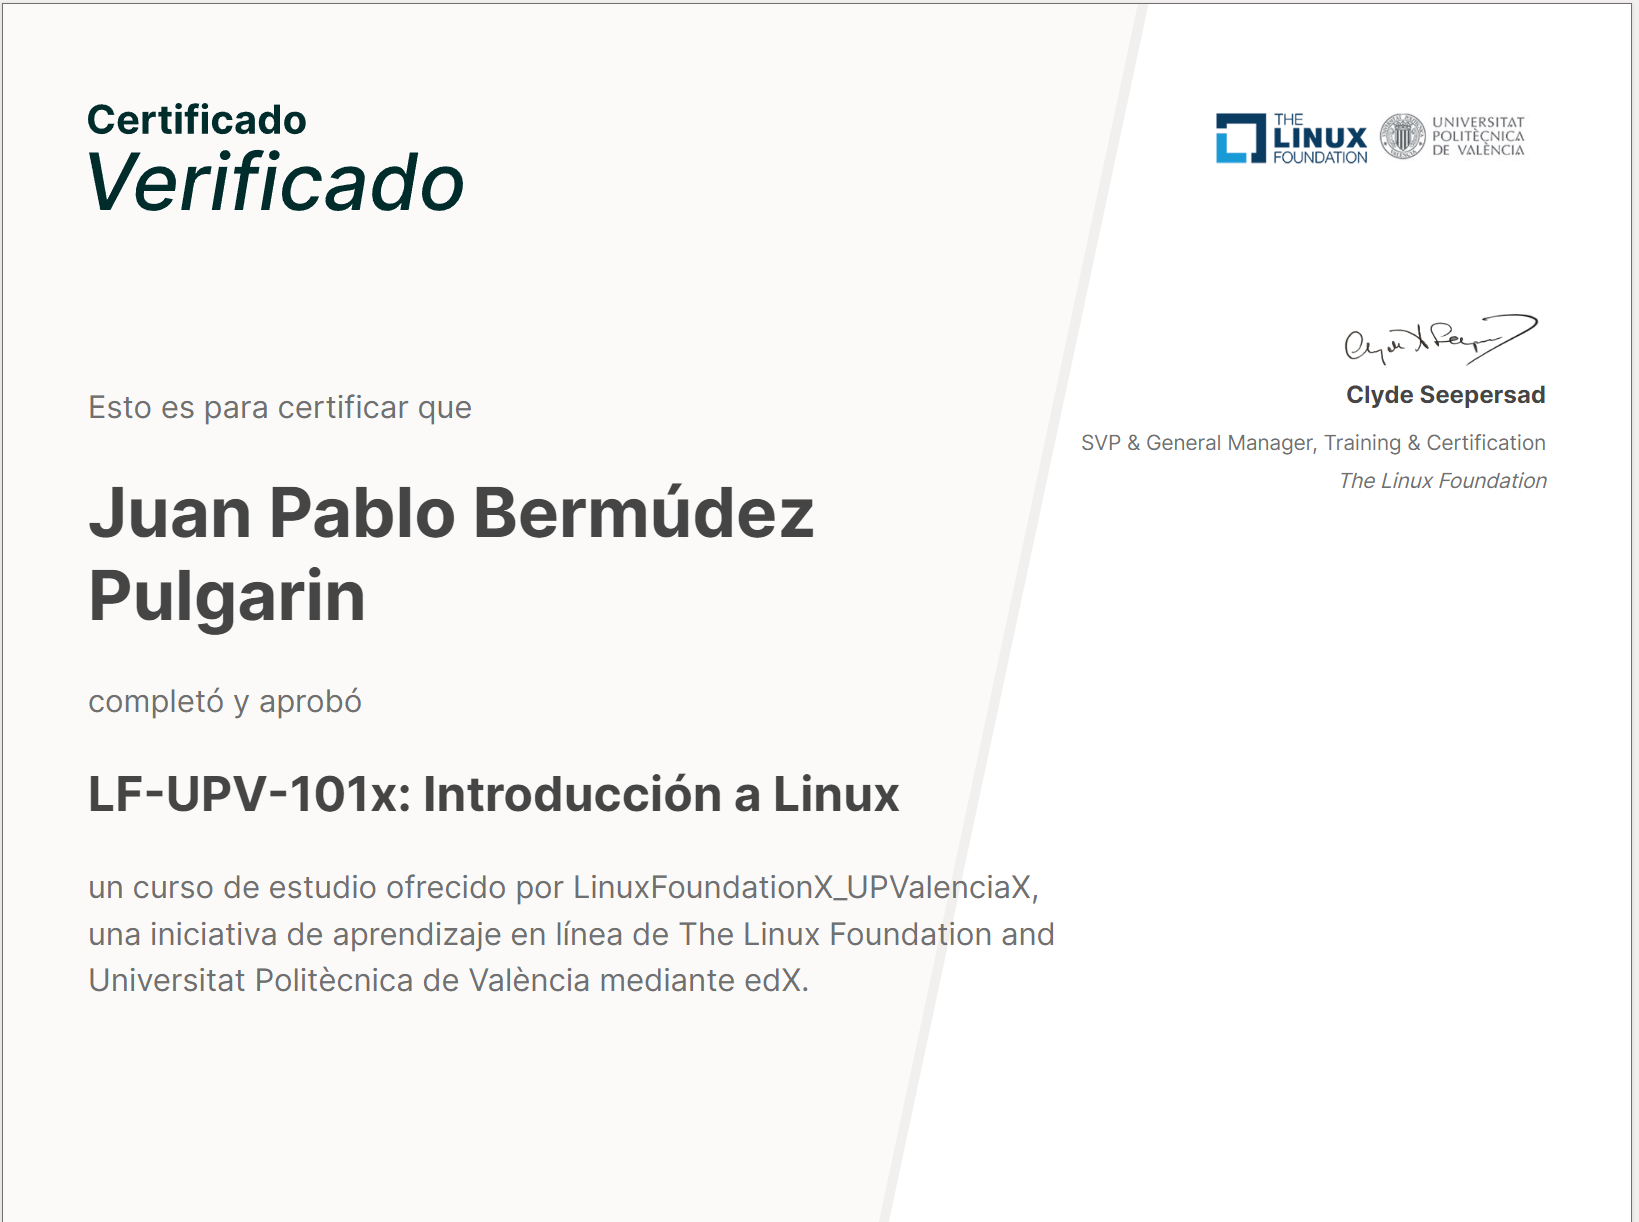 Certificado
Verificado
THE
LINUX
FOUNDATION
UNIVERSITAT
POLITÈCNICA
DE VALÈNCIA
Clyde Seepersad
SVP & General Manager, Training & Certification
The Linux Foundation
Esto es para certificar que
Juan Pablo Bermúdez
Pulgarin
completó y aprobó
LF-UPV-101x: Introducción a Linux
un curso de estudio ofrecido por LinuxFoundationX_UPValenciaX,
una iniciativa de aprendizaje en línea de The Linux Foundation and
Universitat Politècnica de València mediante edX.